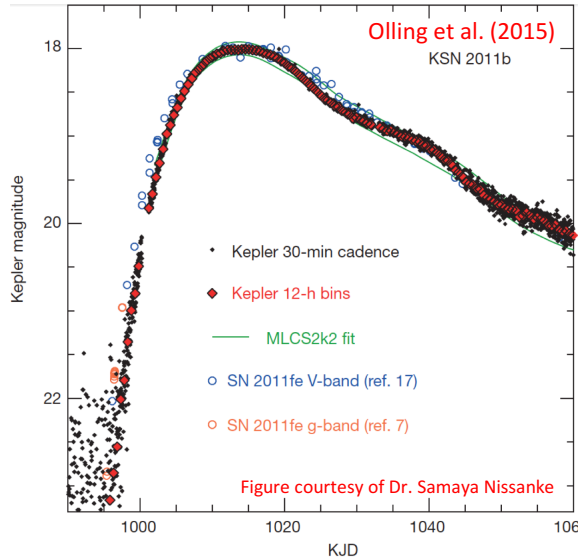 Olling et al. (2015)
KSN 2011b
18
20
22
Kepler magnitude
Kepler 30-min cadence
Kepler 12-h bins
MLCS2k2 fit
SN 2011fe V-band (ref. 17)
SN 2011fe g-band (ref. 7)
Figure courtesy of Dr. Samaya Nissanke
1000 1020 1040 106
KJD